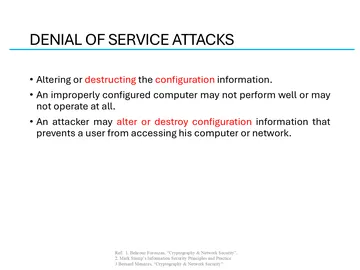 DENIAL OF SERVICE ATTACKS
• Altering or destructing the configuration information.
• An improperly configured computer may not perform well or may
not operate at all.
• An attacker may alter or destroy configuration information that
prevents a user from accessing his computer or network.
Ref: 1. Behrouz Forouzan, "Cryptography & Network Security",
2. Mark Stamp's Information Security Principles and Practice
3 Bernard Menezes, "Cryptography & Network Security"